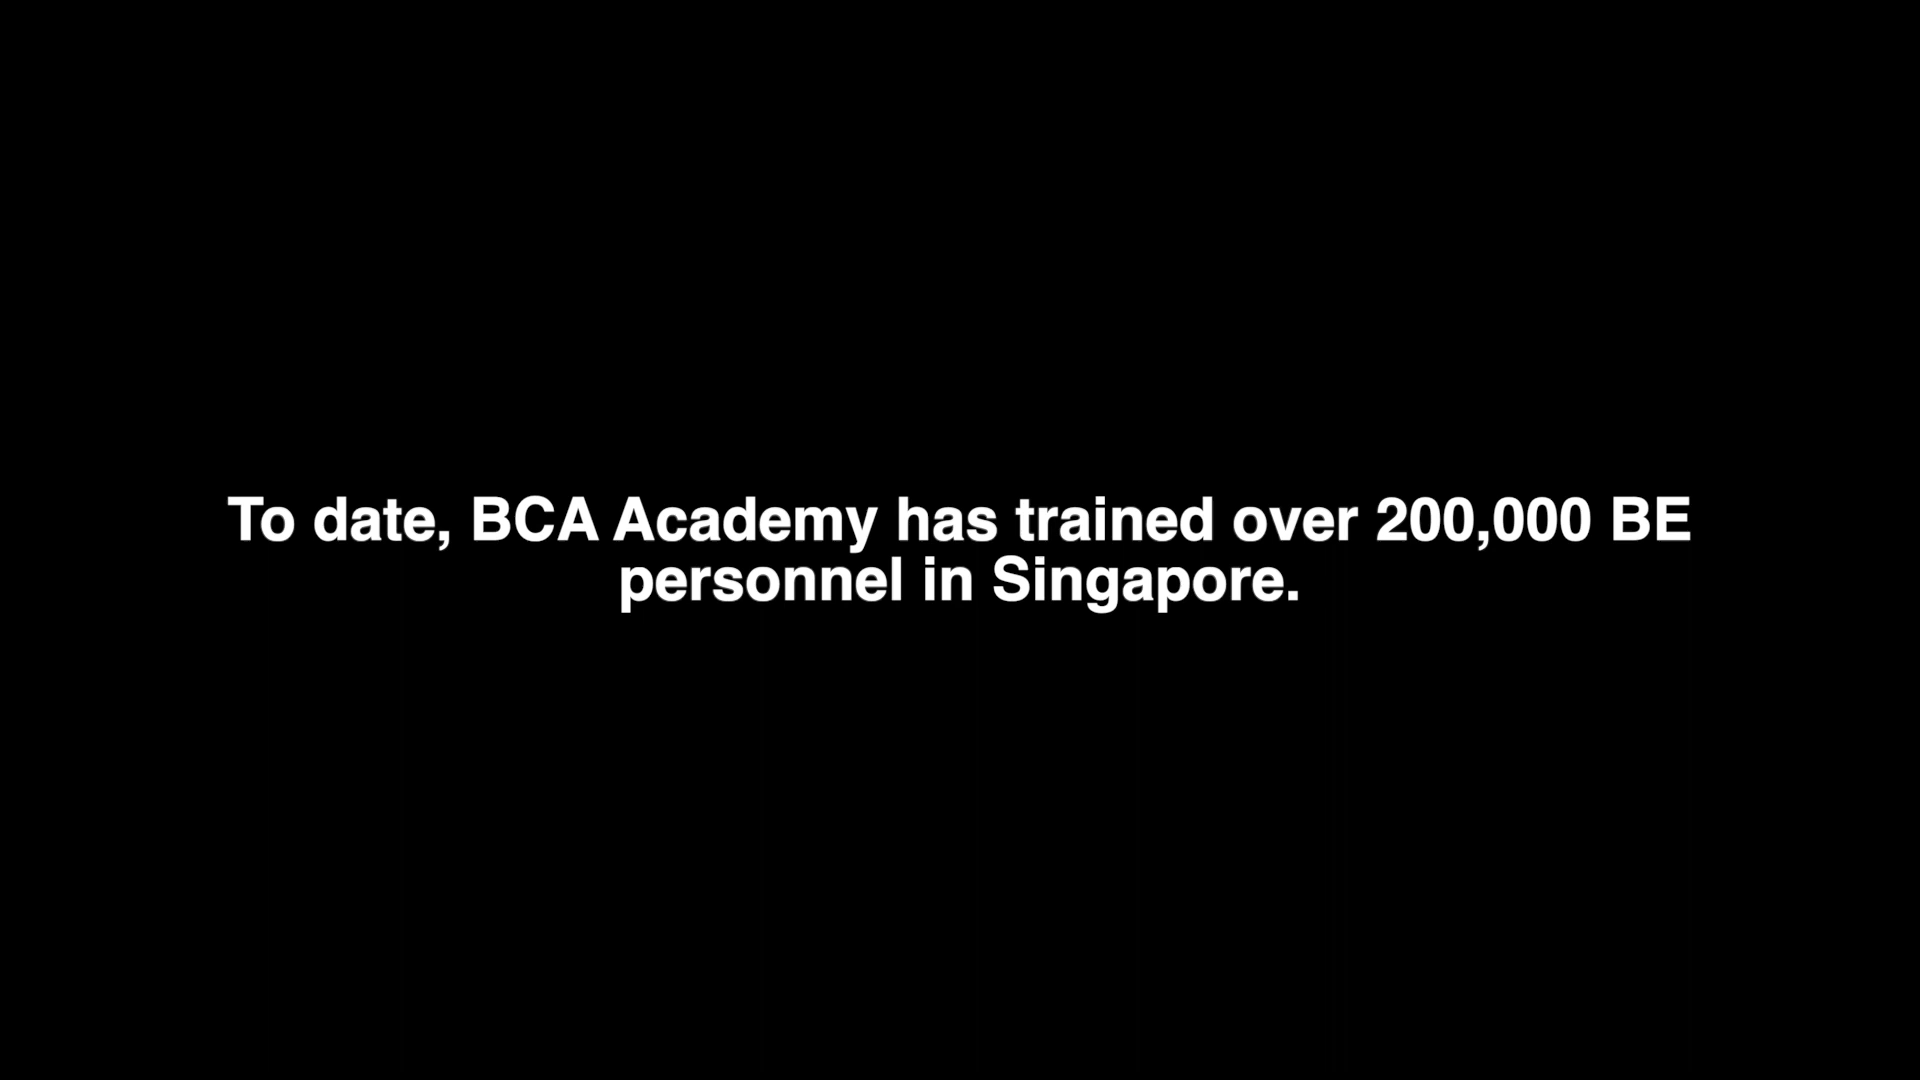 To date, BCA Academy has trained over 200,000 BE
personnel in Singapore.